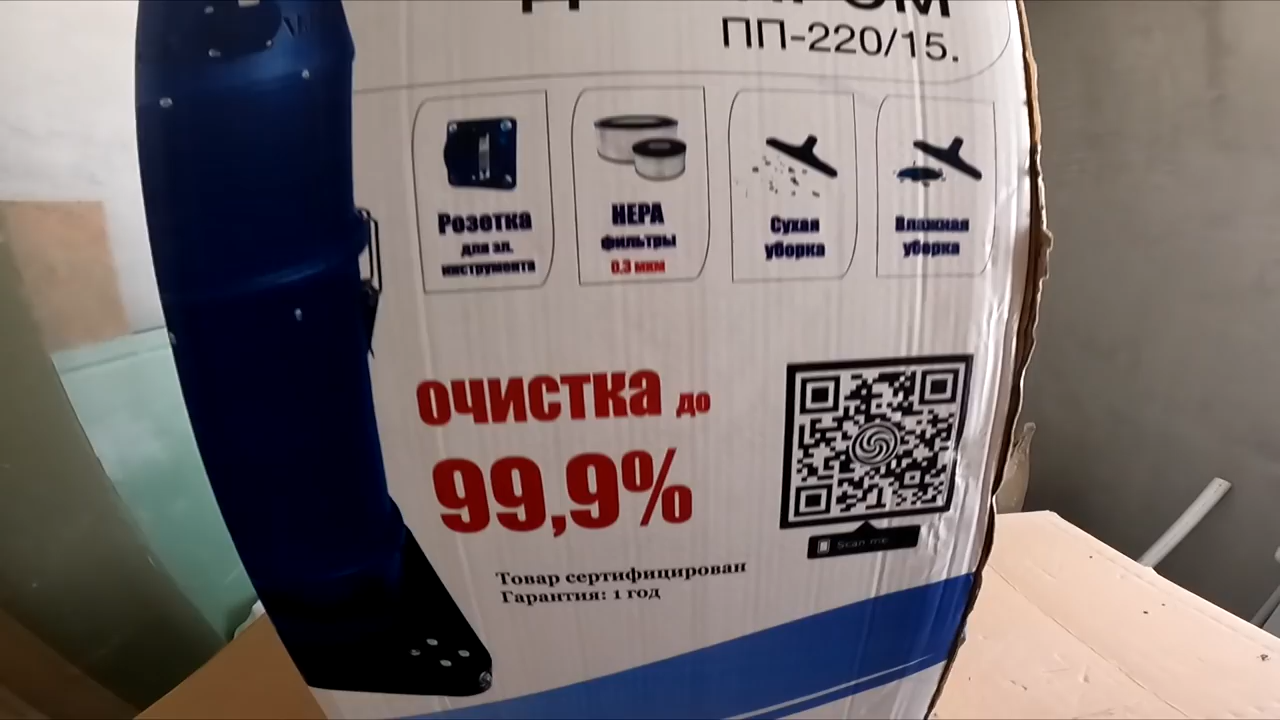 ПП-220/15.
Розетка
для эл.
инструмента
HEPA
фильтры
0.3 мкм
Сухая
уборка
Влажная
уборка
очистка до
99,9%
Scan me
Товар сертифицирован
Гарантия: 1 год